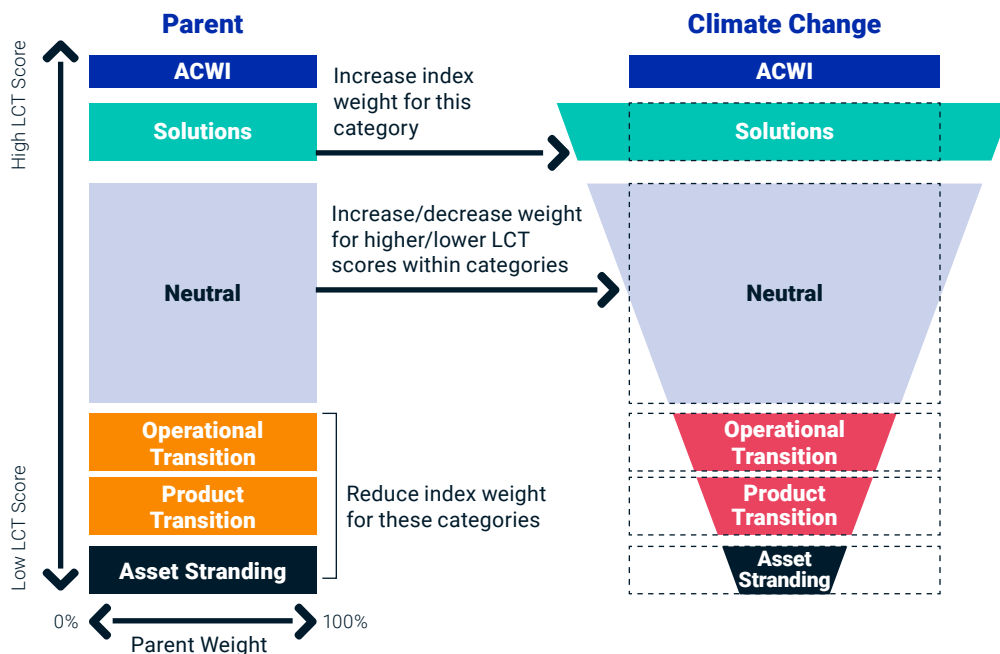 Parent
Climate Change
High LCT Score
Low LCT Score
ACWI
Solutions
Neutral
Operational
Transition
Product
Transition
Asset Stranding
0%
100%
Parent Weight
Increase index
weight for this
category
Increase/decrease weight
for higher/lower LCT
scores within categories
Reduce index weight
for these categories
ACWI
Solutions
Neutral
Operational
Transition
Product
Transition
Asset
Stranding